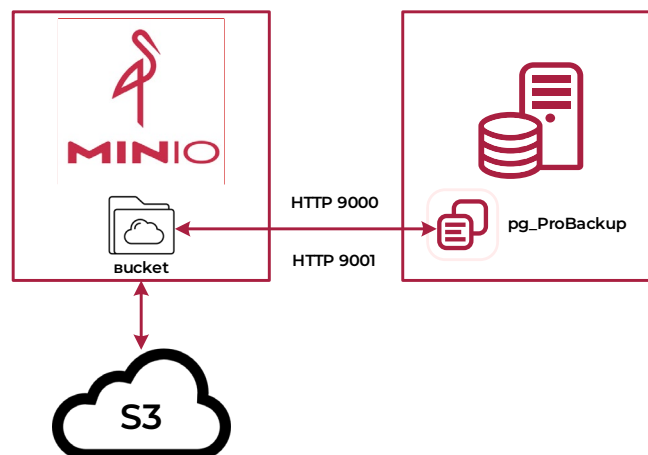 MINIO
HTTP 9000
pg_ProBackup
HTTP 9001
вucket
S3